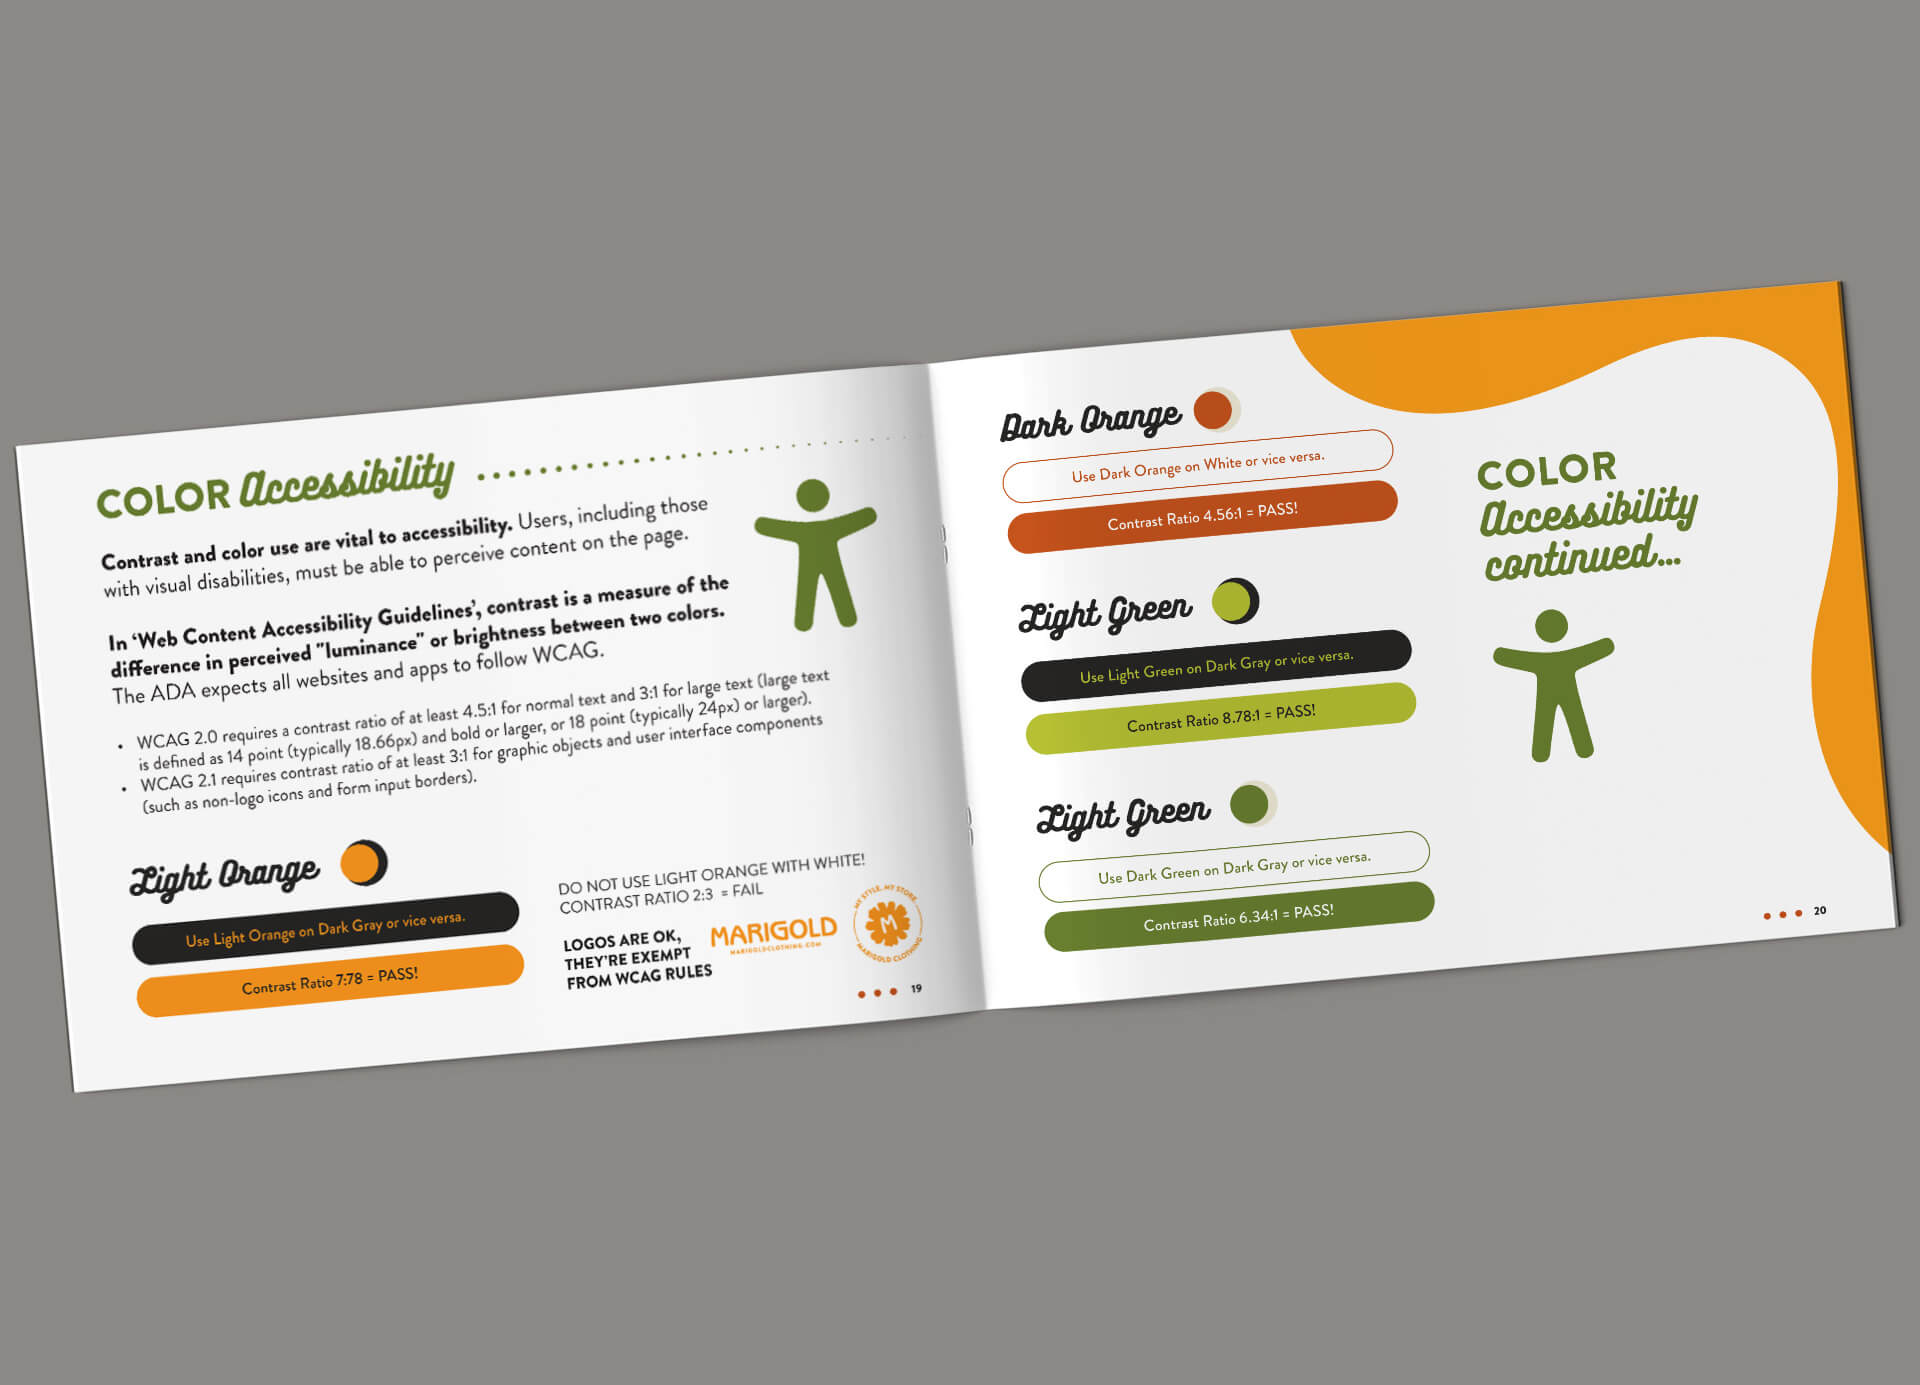 COLOR Accessibility
Contrast and color use are vital to accessibility. Users, including those
with visual disabilities, must be able to perceive content on the page.
In ‘Web Content Accessibility Guidelines’, contrast is a measure of the
difference in perceived "luminance" or brightness between two colors.
The ADA expects all websites and apps to follow WCAG.
• WCAG 2.0 requires a contrast ratio of at least 4.5:1 for normal text and 3:1 for large text (large text
is defined as 14 point (typically 18.66px) and bold or larger, or 18 point (typically 24px) or larger).
• WCAG 2.1 requires contrast ratio of at least 3:1 for graphic objects and user interface components
(such as non-logo icons and form input borders).
Light Orange
Use Light Orange on Dark Gray or vice versa.
Contrast Ratio 7:78 = PASS!
DO NOT USE LIGHT ORANGE WITH WHITE!
CONTRAST RATIO 2:3 = FAIL
LOGOS ARE OK,
THEY'RE EXEMPT
FROM WCAG RULES
MARIGOLD
MARIGOLDCLOTHING.COM
MY STYLE. MY STORE.
M
MARIGOLD CLOTHING
19
Dark Orange
Use Dark Orange on White or vice versa.
Contrast Ratio 4.56:1 = PASS!
Light Green
Use Light Green on Dark Gray or vice versa.
Contrast Ratio 8.78:1 = PASS!
Light Green
Use Dark Green on Dark Gray or vice versa.
Contrast Ratio 6.34:1 = PASS!
COLOR
Accessibility
continued...
20